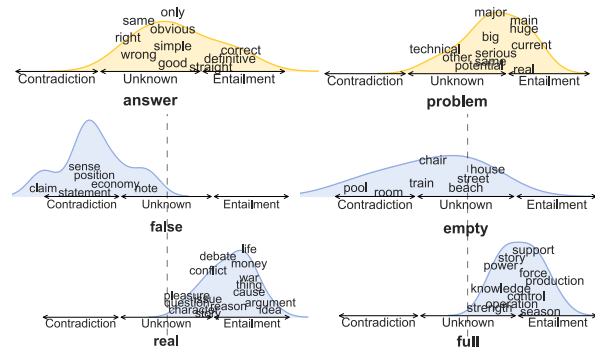 only
same
obvious
right
simple
wrong
correct
definitive
good
straight
Contradiction Unknown Entailment
answer
major
main
huge
big
current
technical
serious
other
same
potential
real
Contradiction Unknown Entailment
problem
sense
position
claim
economy
statement
note
Contradiction Unknown Entailment
false
chair
house
street
train
pool
beach
room
Contradiction Unknown Entailment
empty
life
debate
money
conflict
war
thing
cause
pleasure
issue
question
argument
reason
character
idea
story
Contradiction Unknown Entailment
real
support
story
power
force
production
knowledge
control
operation
strength
season
Contradiction Unknown Entailment
full